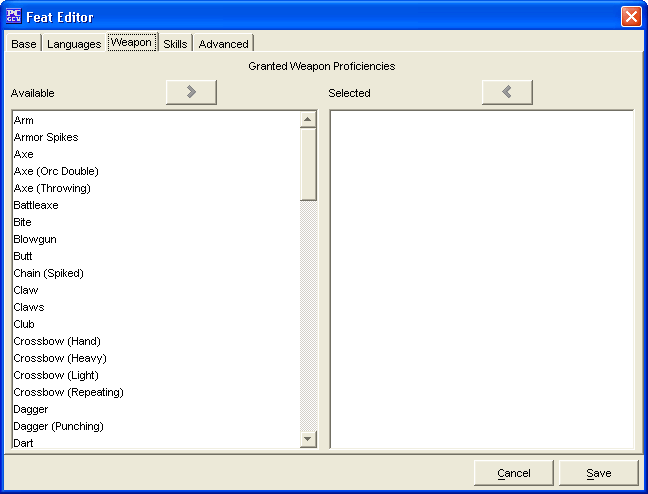 PC
GEN
Feat Editor
Base Languages Weapon Skills Advanced
Granted Weapon Proficiencies
Available
Selected
Arm
Armor Spikes
Axe
Axe (Orc Double)
Axe (Throwing)
Battleaxe
Bite
Blowgun
Butt
Chain (Spiked)
Claw
Claws
Club
Crossbow (Hand)
Crossbow (Heavy)
Crossbow (Light)
Crossbow (Repeating)
Dagger
Dagger (Punching)
Dart
Cancel Save